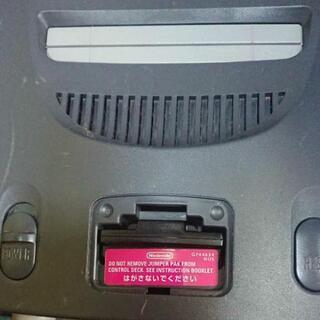 POWER
Nintendo
DO NOT REMOVE JUMPER PAK FROM
CONTROL DECK. SEE INSTRUCTION BOOKLET.
はがさないでください